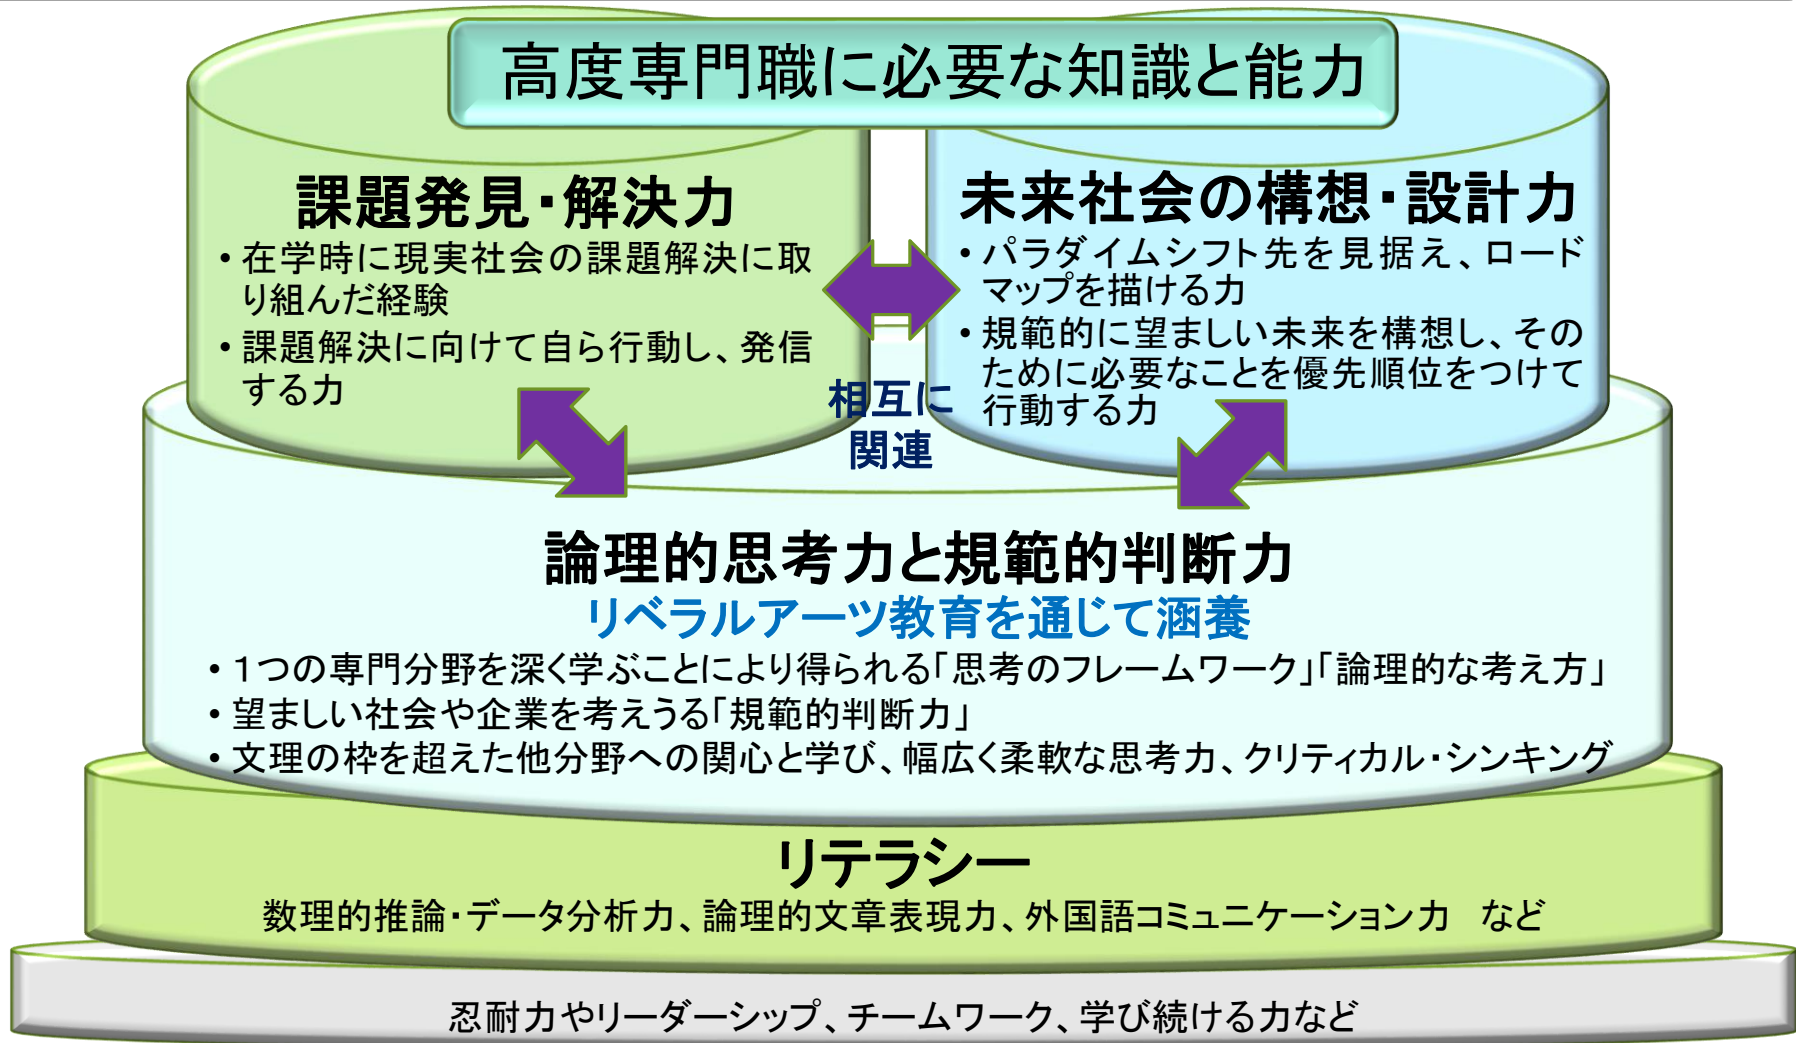 高度専門職に必要な知識と能力
課題発見・解決力
・在学時に現実社会の課題解決に取
り組んだ経験
・課題解決に向けて自ら行動し、発信
する力
未来社会の構想・設計力
・パラダイムシフト先を見据え、ロード
マップを描ける力
・規範的に望ましい未来を構想し、その
ために必要なことを優先順位をつけて
行動する力
相互に
関連
論理的思考力と規範的判断力
リベラルアーツ教育を通じて涵養
・１つの専門分野を深く学ぶことにより得られる「思考のフレームワーク」「論理的な考え方」
・望ましい社会や企業を考えうる「規範的判断力」
・文理の枠を超えた他分野への関心と学び、幅広く柔軟な思考力、クリティカル・シンキング
リテラシー
数理的推論・データ分析力、論理的文章表現力、外国語コミュニケーション力　など
忍耐力やリーダーシップ、チームワーク、学び続ける力など